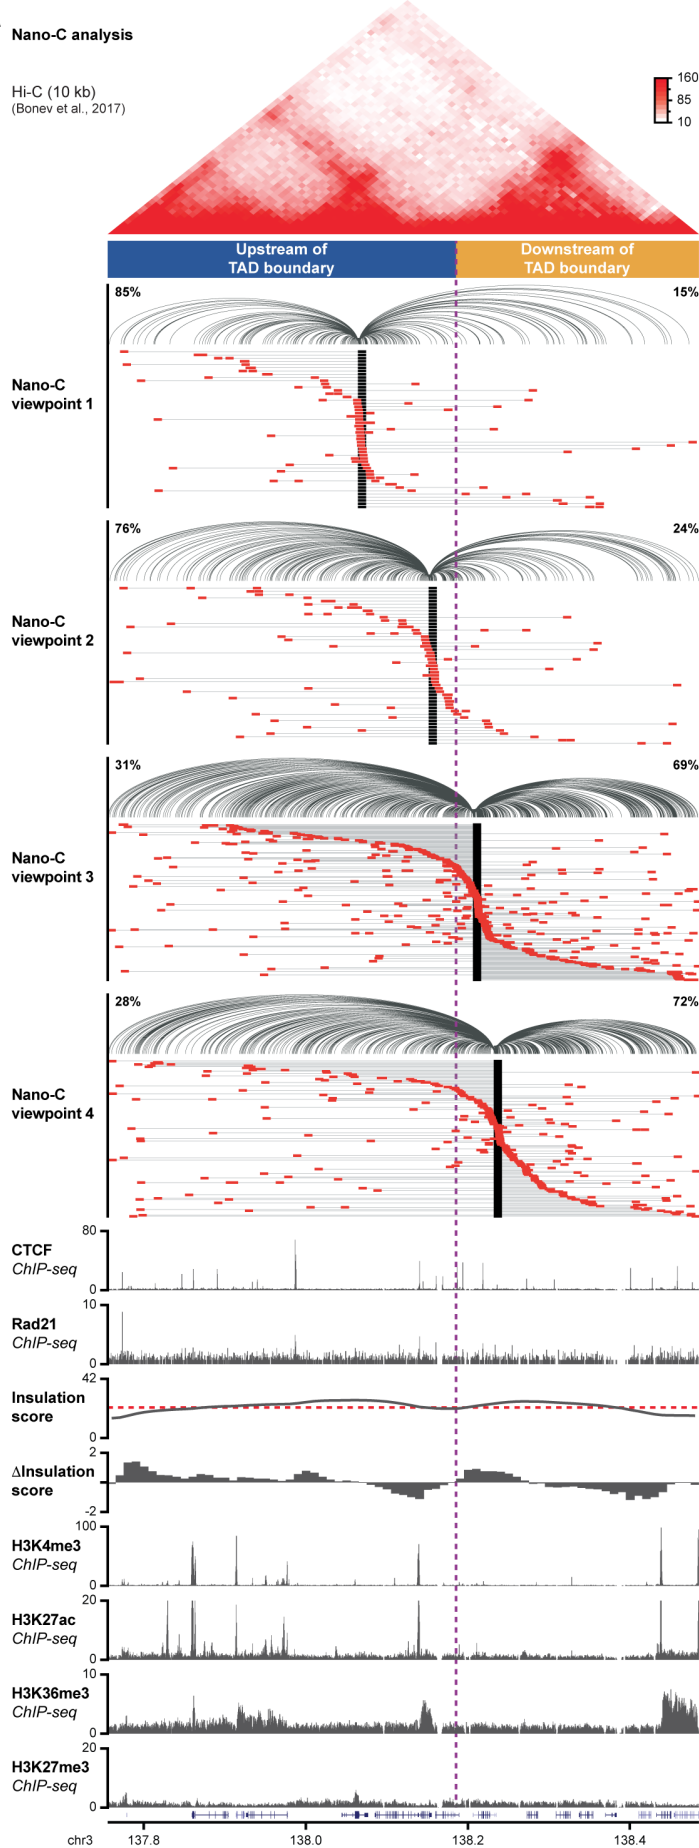 Nano-C analysis
Hi-C (10 kb)
(Bonev et al., 2017)
160
85
10
Upstream of
TAD boundary
Downstream of
TAD boundary
85%
15%
Nano-C
viewpoint 1
76%
24%
Nano-C
viewpoint 2
31%
69%
Nano-C
viewpoint 3
28%
72%
Nano-C
viewpoint 4
80
CTCF
ChIP-seq
0
10
Rad21
ChIP-seq
0
42
Insulation
score
0
2
ΔInsulation
score
-2
100
H3K4me3
ChIP-seq
0
20
H3K27ac
ChIP-seq
0
10
H3K36me3
ChIP-seq
0
20
H3K27me3
ChIP-seq
0
chr3
137.8
138.0
138.2
138.4